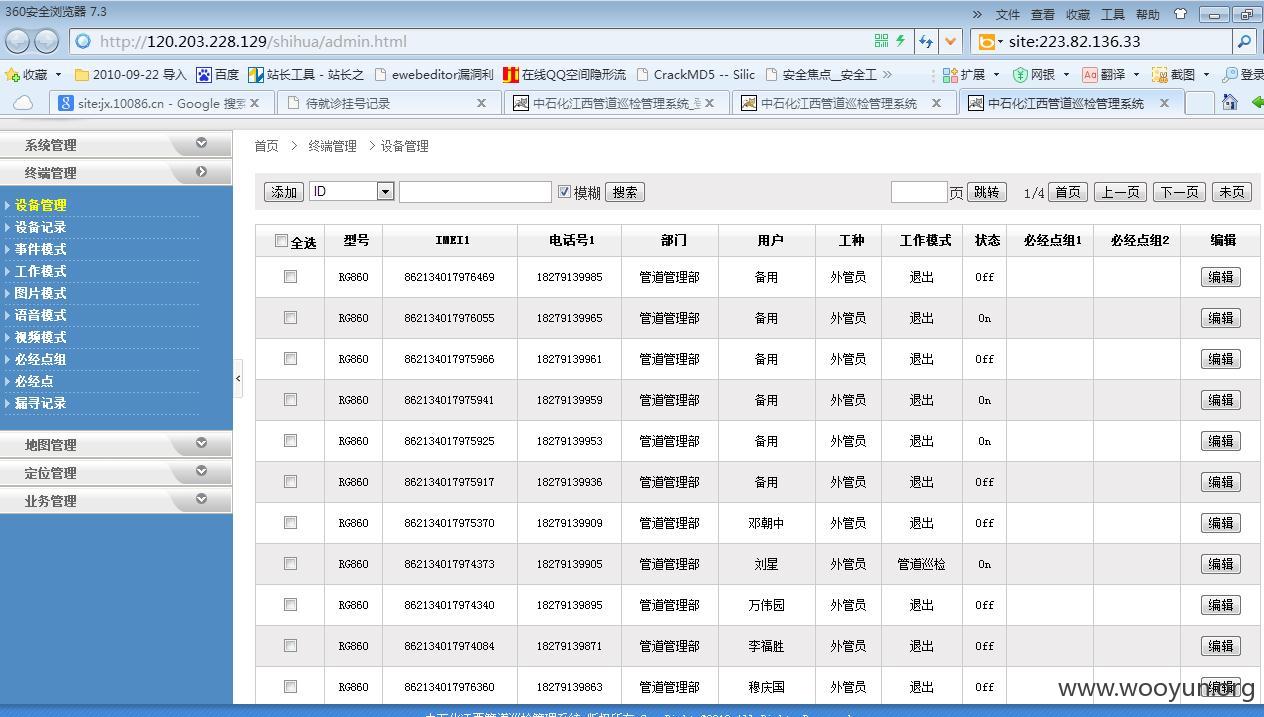 360安全浏览器 7.3
» 文件 查看 收藏 工具 帮助
http://120.203.228.129/shihua/admin.html
site:223.82.136.33
收藏 2010-09-22 导入 百度 站长工具 - 站长之 ewebeditor漏洞利 在线QQ空间隐形流 CrackMD5 -- Silic 安全焦点__安全工 » 扩展 网银 翻译 截图 登录
site:jx.10086.cn - Google 搜索 待就诊挂号记录 中石化江西管道巡检管理系统_ 中石化江西管道巡检管理系统 中石化江西管道巡检管理系统
系统管理
终端管理
设备管理
设备记录
事件模式
工作模式
图片模式
语音模式
视频模式
必经点组
必经点
漏寻记录
地图管理
定位管理
业务管理
首页 > 终端管理 > 设备管理
添加 ID 模糊 搜索 页 跳转 1/4 首页 上一页 下一页 末页
全选 型号 IMEI1 电话号1 部门 用户 工种 工作模式 状态 必经点组1 必经点组2 编辑
RG860 862134017976469 18279139985 管道管理部 备用 外管员 退出 Off 编辑
RG860 862134017976055 18279139965 管道管理部 备用 外管员 退出 On 编辑
RG860 862134017975966 18279139961 管道管理部 备用 外管员 退出 Off 编辑
RG860 862134017975941 18279139959 管道管理部 备用 外管员 退出 On 编辑
RG860 862134017975925 18279139953 管道管理部 备用 外管员 退出 On 编辑
RG860 862134017975917 18279139936 管道管理部 备用 外管员 退出 Off 编辑
RG860 862134017975370 18279139909 管道管理部 邓朝中 外管员 退出 Off 编辑
RG860 862134017974373 18279139905 管道管理部 刘星 外管员 管道巡检 On 编辑
RG860 862134017974340 18279139895 管道管理部 万伟园 外管员 退出 Off 编辑
RG860 862134017974084 18279139871 管道管理部 李福胜 外管员 退出 Off 编辑
RG860 862134017976360 18279139863 管道管理部 穆庆国 外管员 退出 Off 编辑
www.wooyun.org